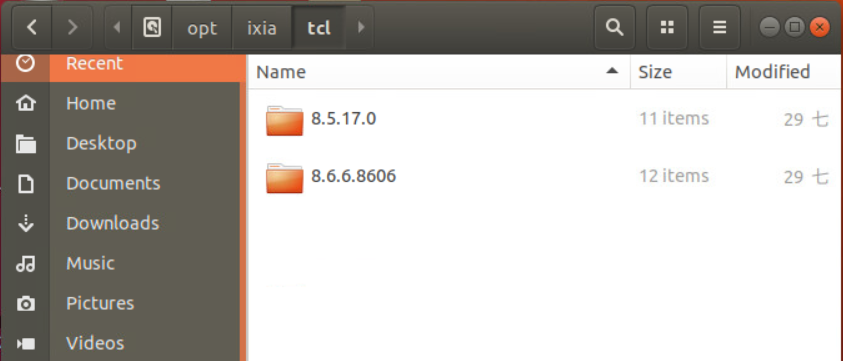 opt ixia tcl
Recent
Home
Desktop
Documents
Downloads
Music
Pictures
Videos
Name Size Modified
8.5.17.0 11 items 29 七
8.6.6.8606 12 items 29 七